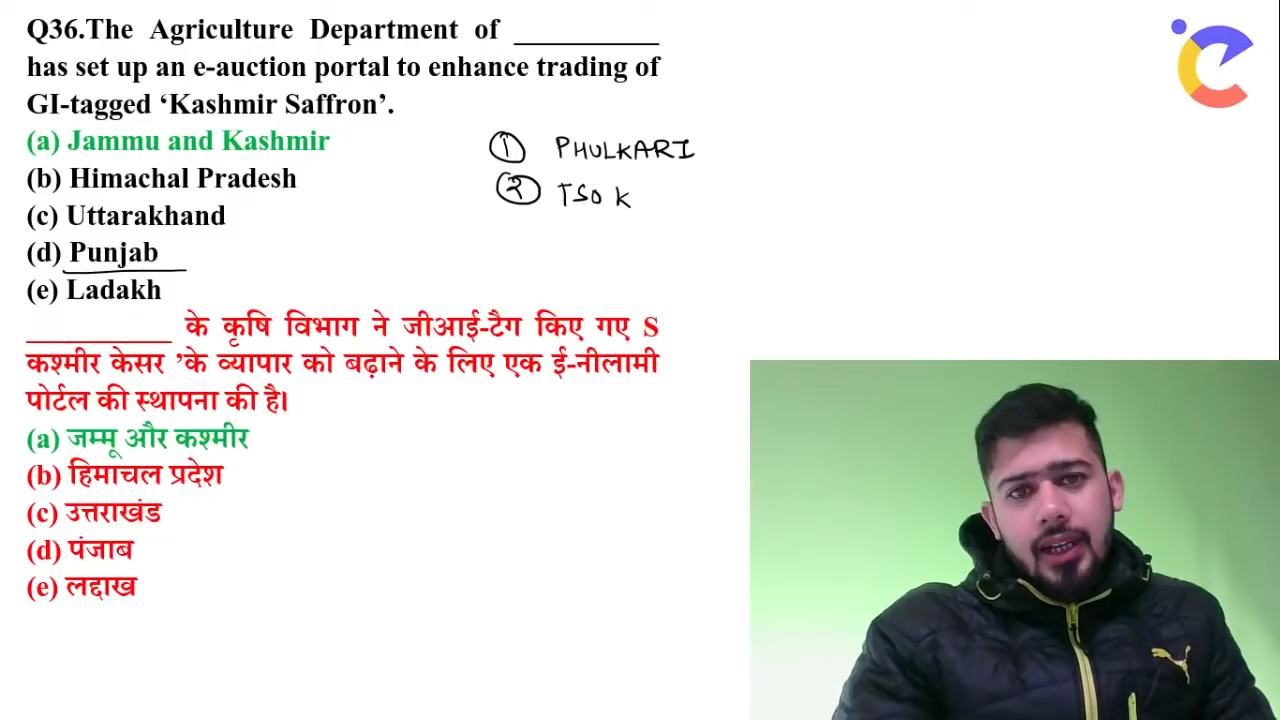 Q36.The Agriculture Department of __________
has set up an e-auction portal to enhance trading of
GI-tagged ‘Kashmir Saffron’.
(a) Jammu and Kashmir
(b) Himachal Pradesh
(c) Uttarakhand
(d) Punjab
(e) Ladakh
① PHULKARI
② TSO K
__________ के कृषि विभाग ने जीआई-टैग किए गए S
कश्मीर केसर ’के व्यापार को बढ़ाने के लिए एक ई-नीलामी
पोर्टल की स्थापना की है।
(a) जम्मू और कश्मीर
(b) हिमाचल प्रदेश
(c) उत्तराखंड
(d) पंजाब
(e) लद्दाख